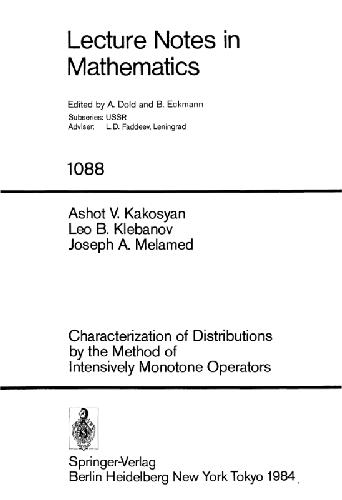 Lecture Notes in
Mathematics
Edited by A. Dold and B. Eckmann
Subseries: USSR
Adviser: L.D. Faddeev, Leningrad
1088
Ashot V. Kakosyan
Leo B. Klebanov
Joseph A. Melamed
Characterization of Distributions
by the Method of
Intensively Monotone Operators
Springer-Verlag
Berlin Heidelberg New York Tokyo 1984